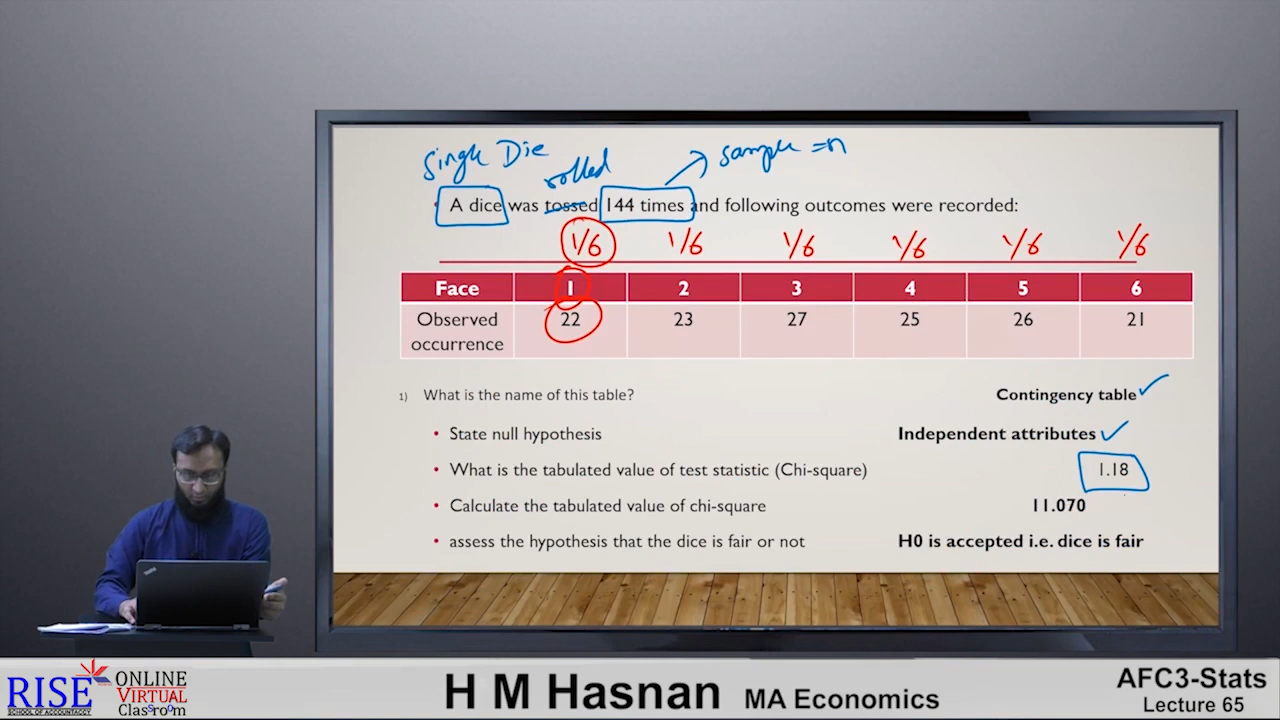 Single Die
rolled
sample = n
• A dice was tossed 144 times and following outcomes were recorded:
1/6 1/6 1/6 1/6 1/6 1/6
Face 1 2 3 4 5 6
Observed occurrence 22 23 27 25 26 21
1) What is the name of this table? Contingency table
• State null hypothesis Independent attributes
• What is the tabulated value of test statistic (Chi-square) 1.18
• Calculate the tabulated value of chi-square 11.070
• assess the hypothesis that the dice is fair or not H0 is accepted i.e. dice is fair
ThinkPad
RISE
SCHOOL OF ACCOUNTANCY
ONLINE
VIRTUAL
Classroom
H M Hasnan MA Economics
AFC3-Stats
Lecture 65